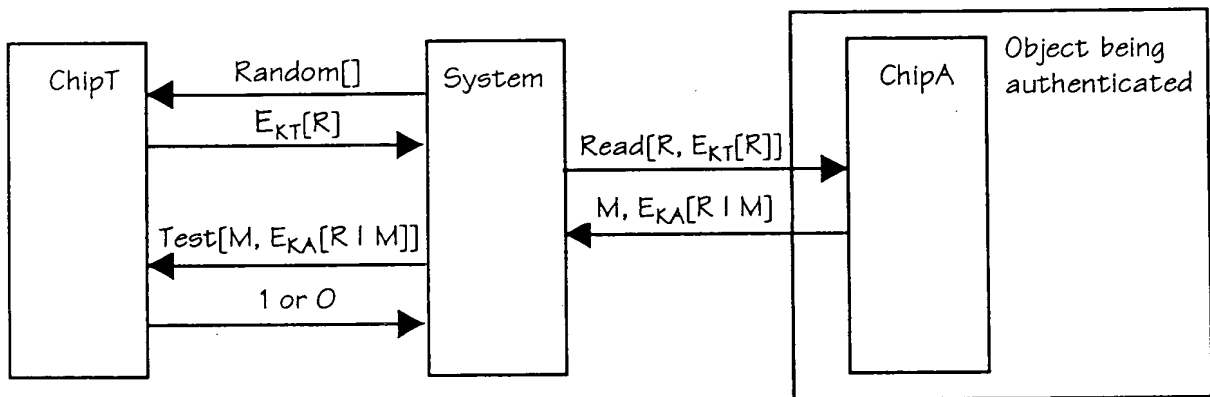 ChipT
Random[]
E_KT[R]
Test[M, E_KA[R | M]]
1 or 0
System
Read[R, E_KT[R]]
M, E_KA[R | M]
ChipA
Object being
authenticated